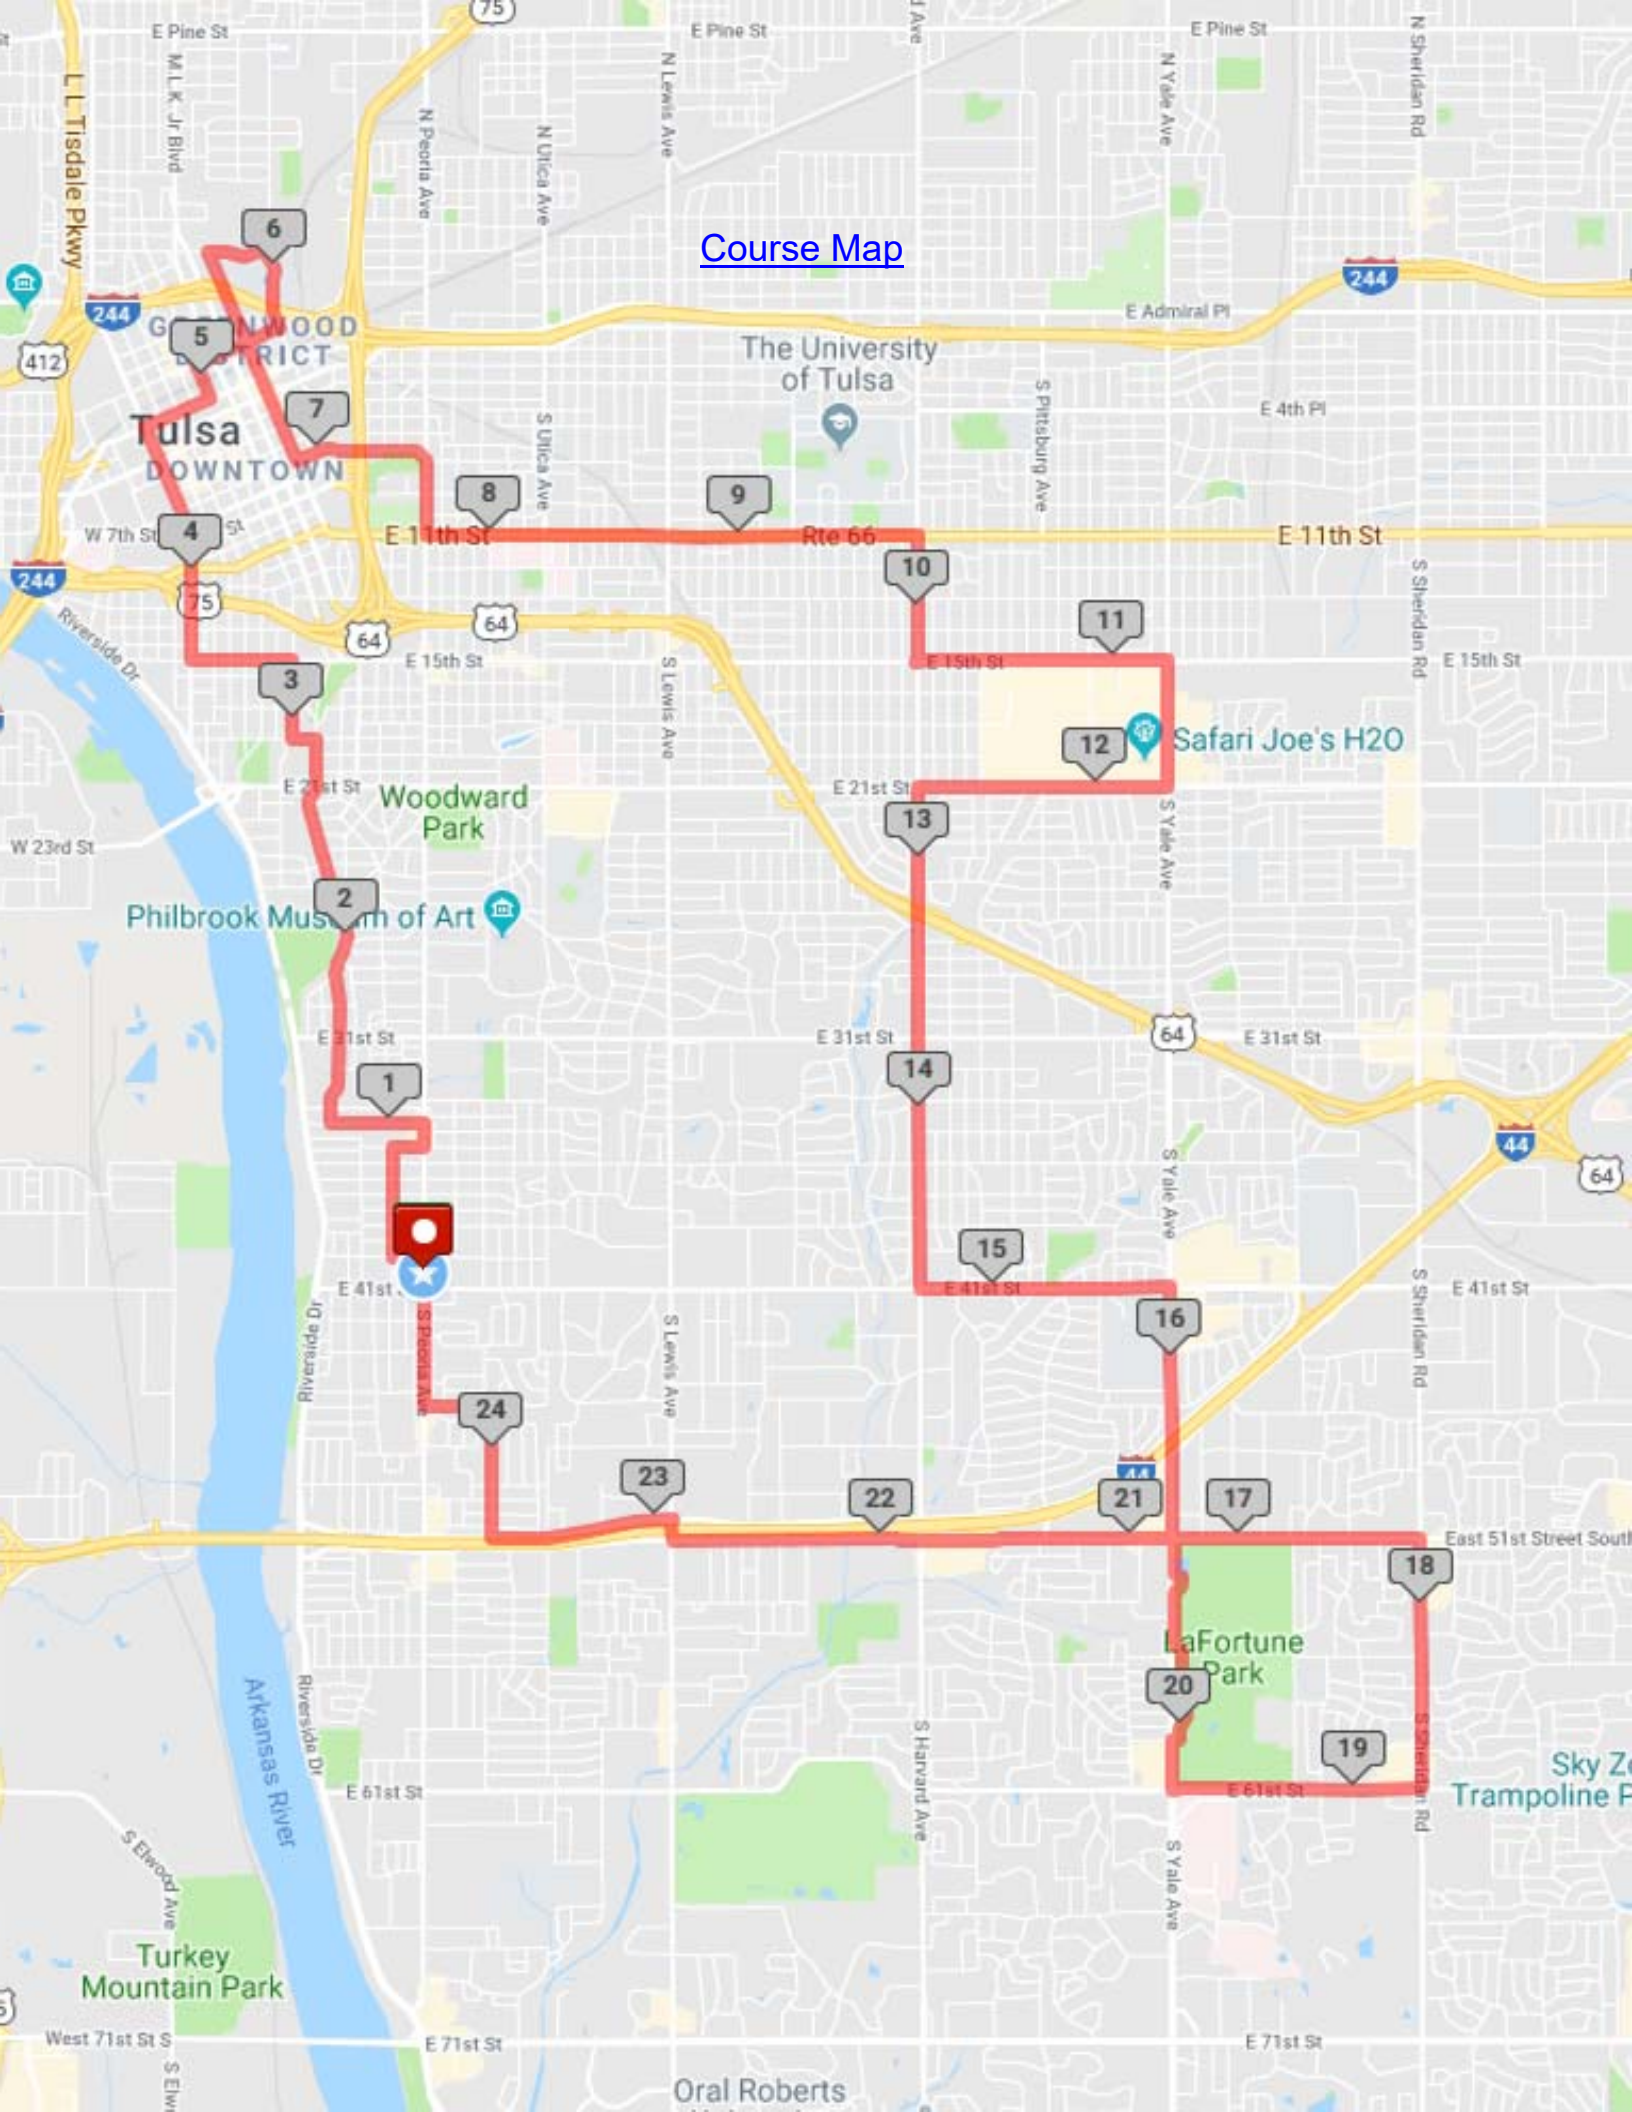 75
E Pine St
E Pine St
E Pine St
L L Tisdale Pkwy
M.L.K. Jr Blvd
N Peoria Ave
N Utica Ave
N Lewis Ave
d Ave
N Yale Ave
N Sheridan Rd
6
Course Map
244
244
E Admiral Pl
5
412
The University
of Tulsa
S Pittsburg Ave
E 4th Pl
7
Tulsa
DOWNTOWN
S Utica Ave
8
9
W 7th St
St
4
E 11th St
Rte 66
E 11th St
10
244
75
64
64
11
Riverside Dr
E 15th St
S Lewis Ave
E 15th St
S Sheridan Rd
E 15th St
3
12
Safari Joe's H2O
E 21st St
Woodward
Park
E 21st St
13
S Yale Ave
W 23rd St
2
Philbrook Museum of Art
E 31st St
E 31st St
64
E 31st St
1
14
44
64
S Yale Ave
15
E 41st
E 41st St
S Sheridan Rd
E 41st St
Riverside Dr
S Peoria Ave
S Lewis Ave
16
24
23
22
44
21
17
East 51st Street South
18
LaFortune
Park
20
Arkansas River
Riverside Dr
S Harvard Ave
19
S Sheridan Rd
Sky Z
Trampoline P
E 61st St
E 61st St
S Elwood Ave
S Yale Ave
Turkey
Mountain Park
West 71st St S
E 71st St
E 71st St
S Elw
Oral Roberts